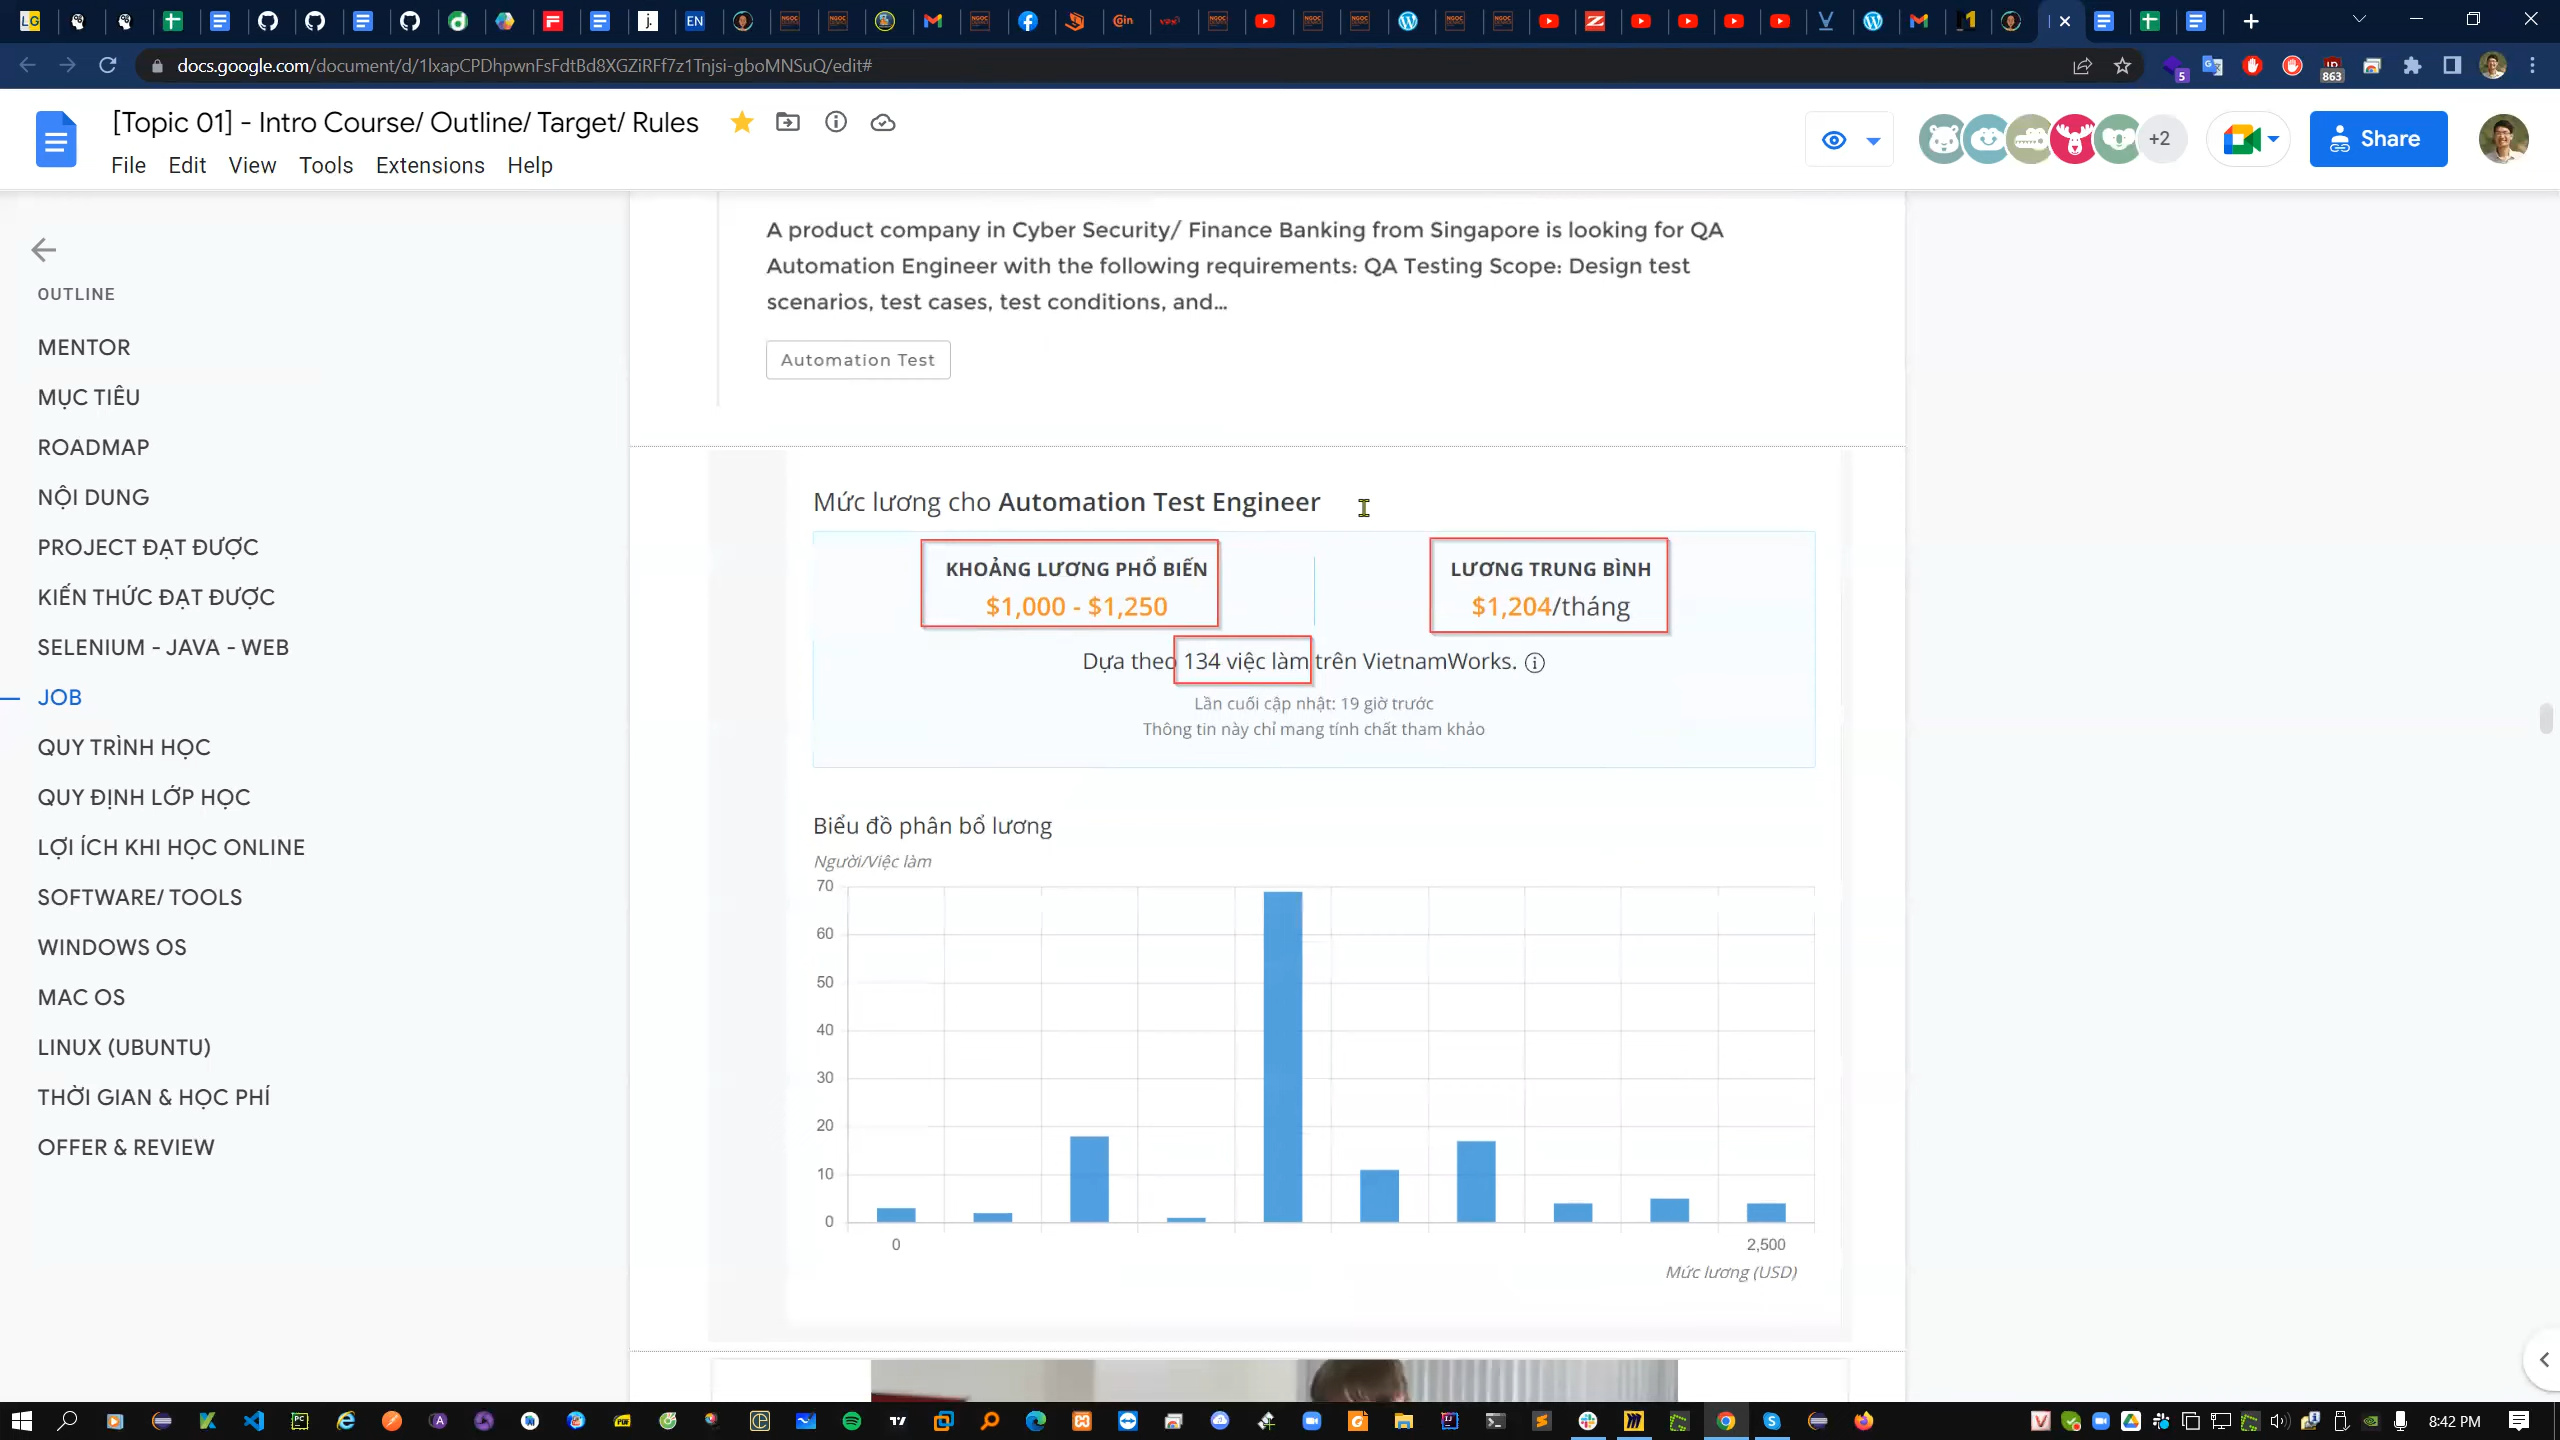 docs.google.com/document/d/1lxapCPDhpwnFsFdtBd8XGZiRFf7z1Tnjsi-gboMNSuQ/edit#
5
863
[Topic 01] - Intro Course/ Outline/ Target/ Rules
File Edit View Tools Extensions Help
+2
Share
OUTLINE
MENTOR
MỤC TIÊU
ROADMAP
NỘI DUNG
PROJECT ĐẠT ĐƯỢC
KIẾN THỨC ĐẠT ĐƯỢC
SELENIUM - JAVA - WEB
JOB
QUY TRÌNH HỌC
QUY ĐỊNH LỚP HỌC
LỢI ÍCH KHI HỌC ONLINE
SOFTWARE/ TOOLS
WINDOWS OS
MAC OS
LINUX (UBUNTU)
THỜI GIAN & HỌC PHÍ
OFFER & REVIEW
A product company in Cyber Security/ Finance Banking from Singapore is looking for QA
Automation Engineer with the following requirements: QA Testing Scope: Design test
scenarios, test cases, test conditions, and...
Automation Test
Mức lương cho Automation Test Engineer
KHOẢNG LƯƠNG PHỔ BIẾN
$1,000 - $1,250
LƯƠNG TRUNG BÌNH
$1,204/tháng
Dựa theo 134 việc làm trên VietnamWorks.
Lần cuối cập nhật: 19 giờ trước
Thông tin này chỉ mang tính chất tham khảo
Biểu đồ phân bổ lương
Người/Việc làm
70
60
50
40
30
20
10
0
0 2,500
Mức lương (USD)
8:42 PM